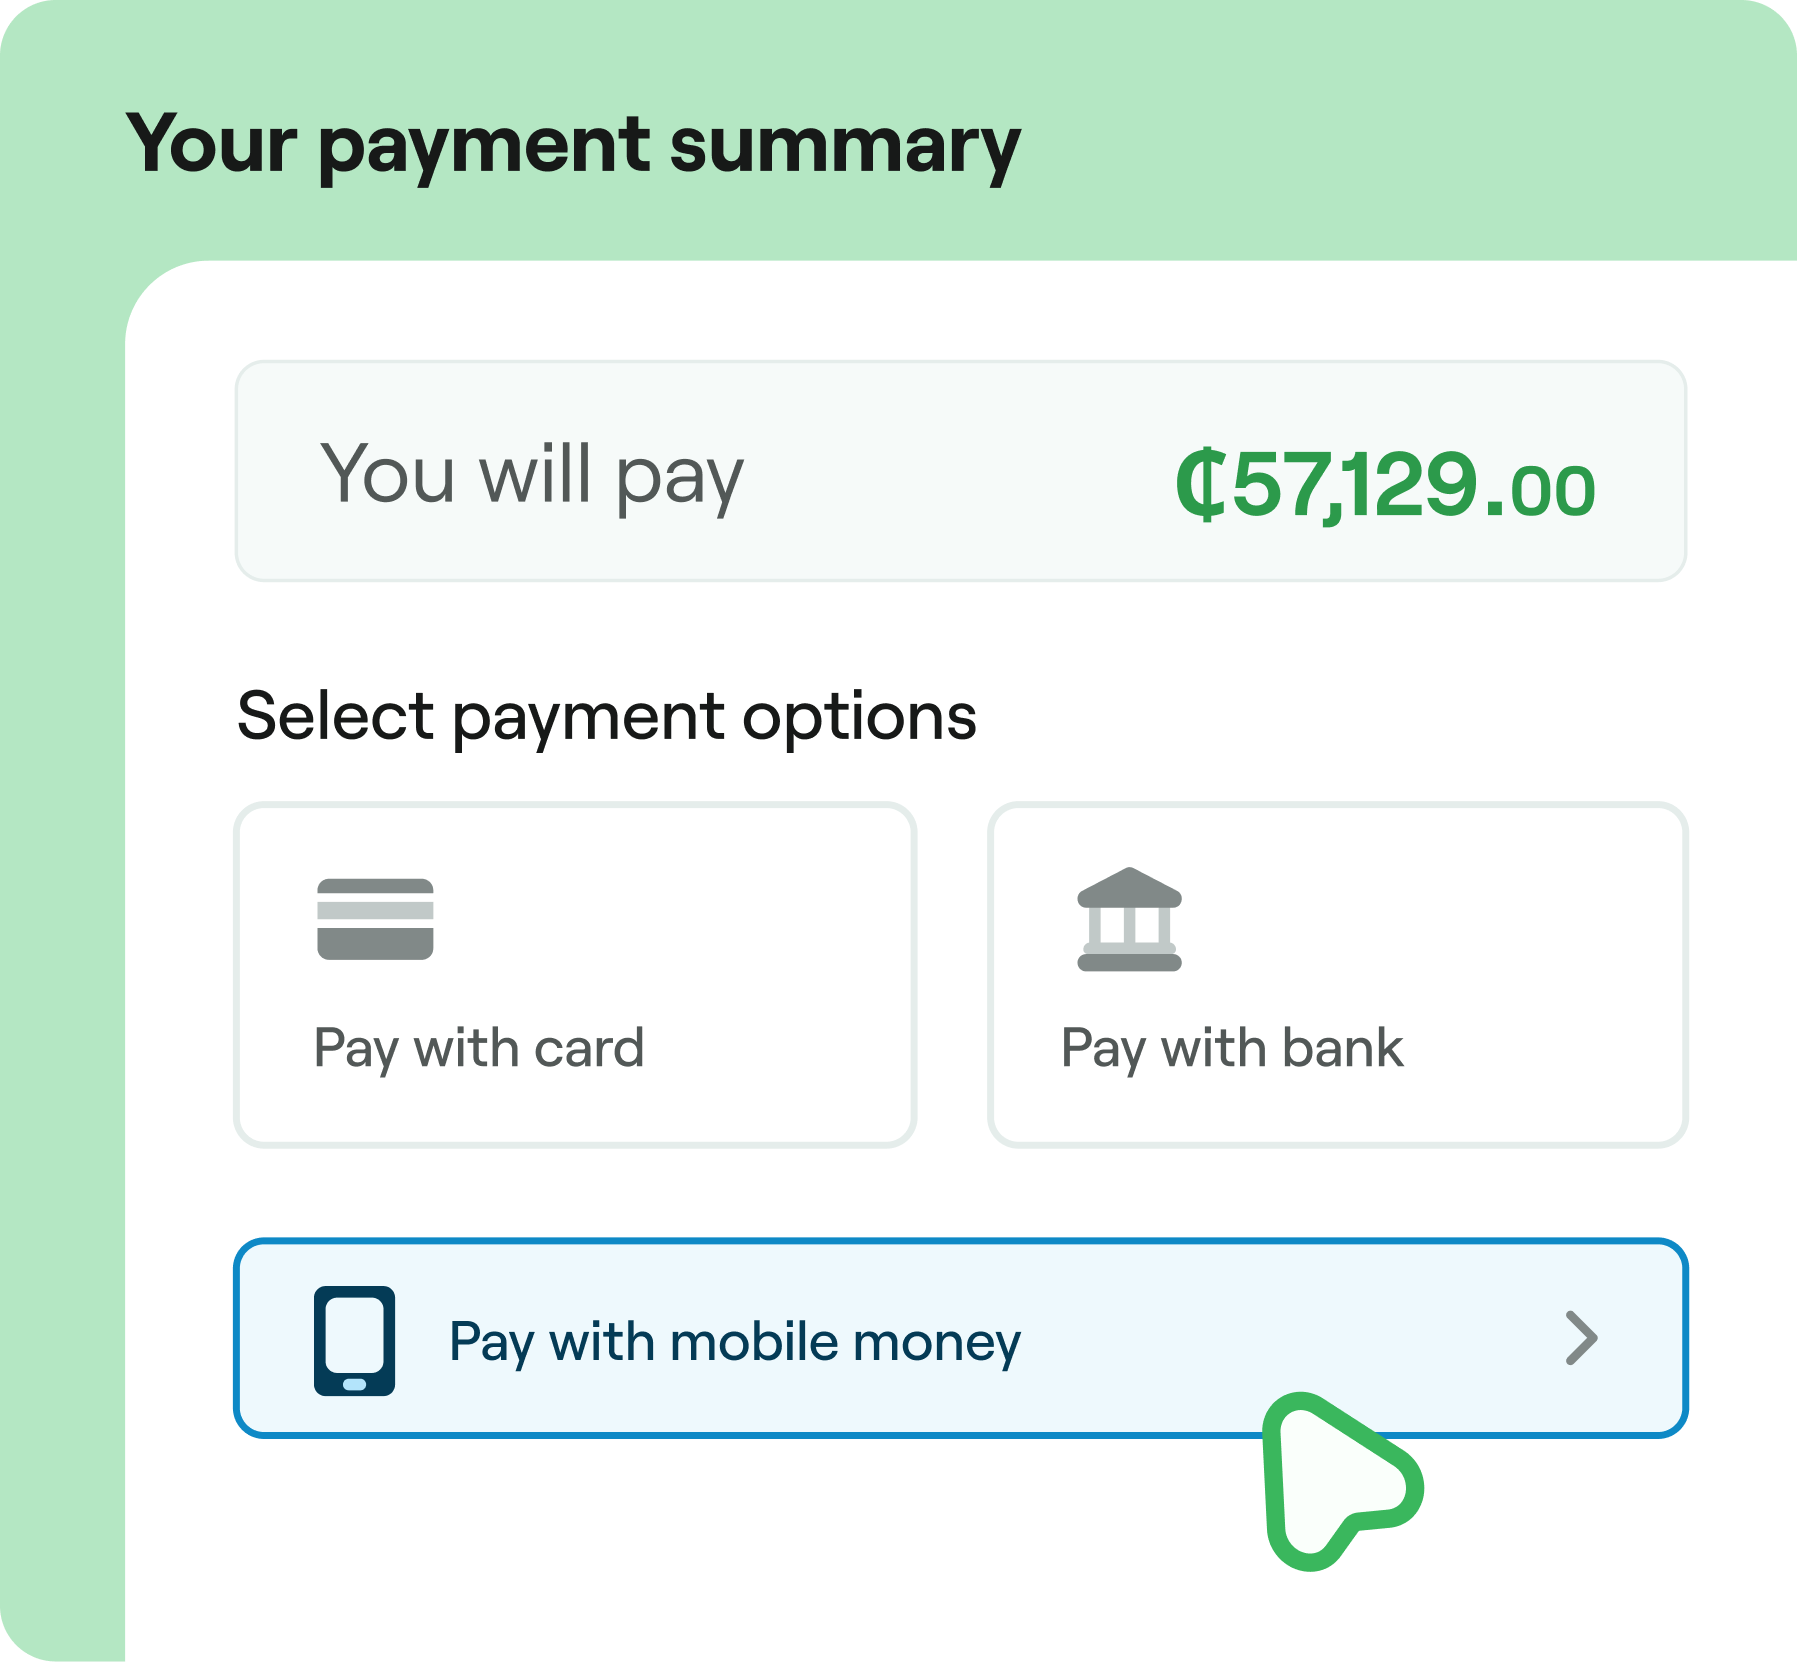 Your payment summary
You will pay
₵57,129.00
Select payment options
Pay with card
Pay with bank
Pay with mobile money